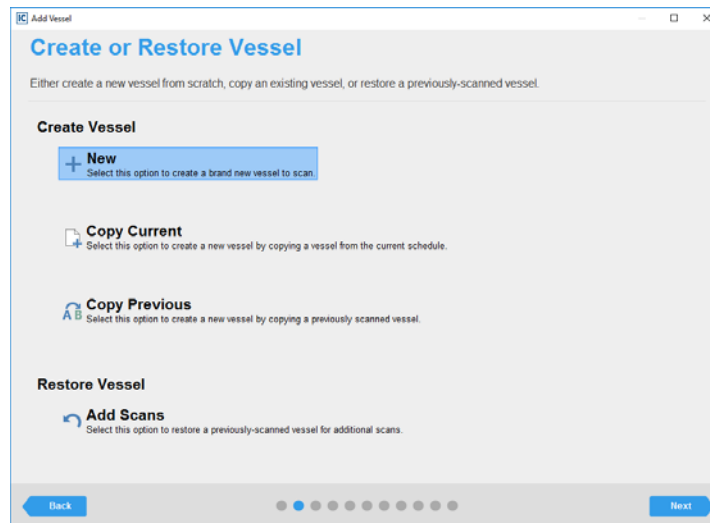 IC Add Vessel
Create or Restore Vessel
Either create a new vessel from scratch, copy an existing vessel, or restore a previously-scanned vessel.
Create Vessel
New
Select this option to create a brand new vessel to scan.
Copy Current
Select this option to create a new vessel by copying a vessel from the current schedule.
A B
Copy Previous
Select this option to create a new vessel by copying a previously scanned vessel.
Restore Vessel
Add Scans
Select this option to restore a previously-scanned vessel for additional scans.
Back
Next